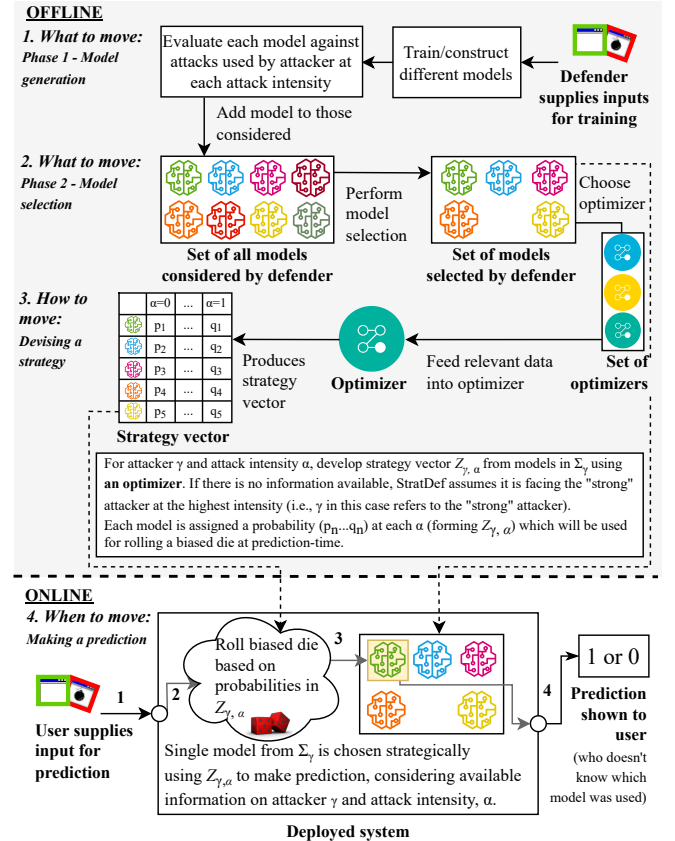 OFFLINE
1. What to move:
Phase 1 - Model
generation
Evaluate each model against
attacks used by attacker at
each attack intensity
Train/construct
different models
Defender
supplies inputs
for training
Add model to those
considered
2. What to move:
Phase 2 - Model
selection
Perform
model
selection
Choose
optimizer
Set of all models
considered by defender
Set of models
selected by defender
3. How to
move:
Devising a
strategy
α=0 ... α=1
p1 ... q1
p2 ... q2
p3 ... q3
p4 ... q4
p5 ... q5
Strategy vector
Produces
strategy
vector
Optimizer
Feed relevant data
into optimizer
Set of
optimizers
For attacker γ and attack intensity α, develop strategy vector Zγ, α from models in Σγ using
an optimizer. If there is no information available, StratDef assumes it is facing the "strong"
attacker at the highest intensity (i.e., γ in this case refers to the "strong" attacker).
Each model is assigned a probability (pn...qn) at each α (forming Zγ, α) which will be used
for rolling a biased die at prediction-time.
ONLINE
4. When to move:
Making a prediction
User supplies
input for
prediction
1
2
Roll biased die
based on
probabilities in
Zγ, α
3
4
1 or 0
Prediction
shown to
user
(who doesn't
know which
model was used)
Single model from Σγ is chosen strategically
using Zγ,α to make prediction, considering available
information on attacker γ and attack intensity, α.
Deployed system